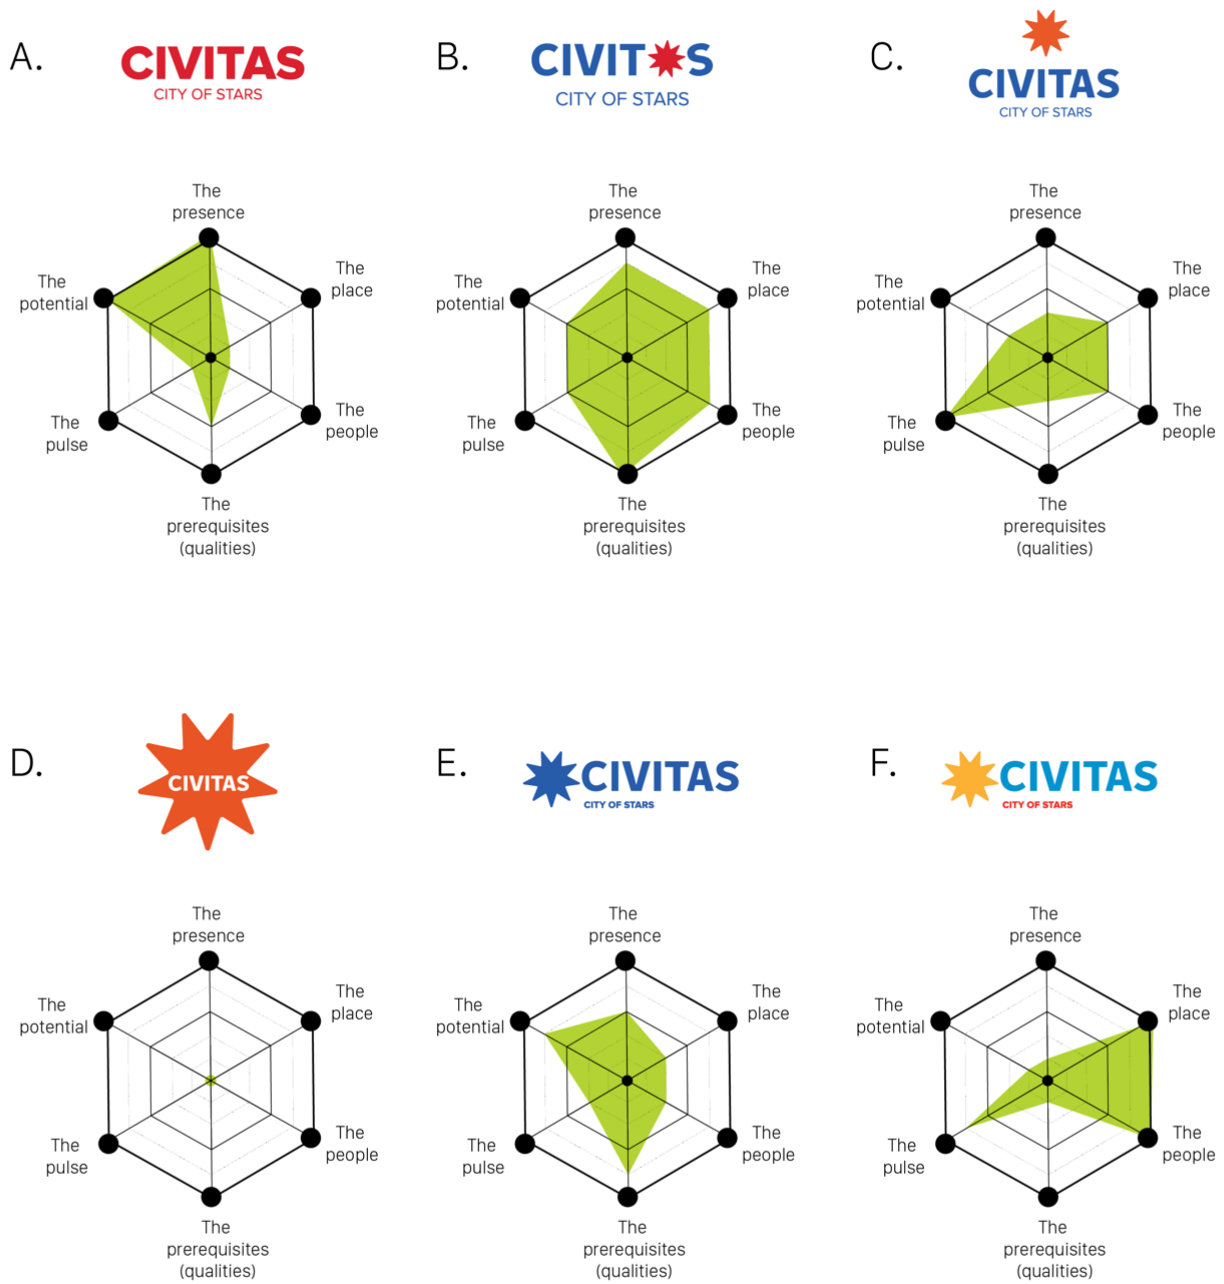 A.
CIVITAS
CITY OF STARS
B.
CIVIT S
CITY OF STARS
C.
CIVITAS
CITY OF STARS
The
presence
The
place
The
people
The
prerequisites
(qualities)
The
pulse
The
potential
The
presence
The
place
The
people
The
prerequisites
(qualities)
The
pulse
The
potential
The
presence
The
place
The
people
The
prerequisites
(qualities)
The
pulse
The
potential
D.
CIVITAS
E.
CIVITAS
CITY OF STARS
F.
CIVITAS
CITY OF STARS
The
presence
The
place
The
people
The
prerequisites
(qualities)
The
pulse
The
potential
The
presence
The
place
The
people
The
prerequisites
(qualities)
The
pulse
The
potential
The
presence
The
place
The
people
The
prerequisites
(qualities)
The
pulse
The
potential